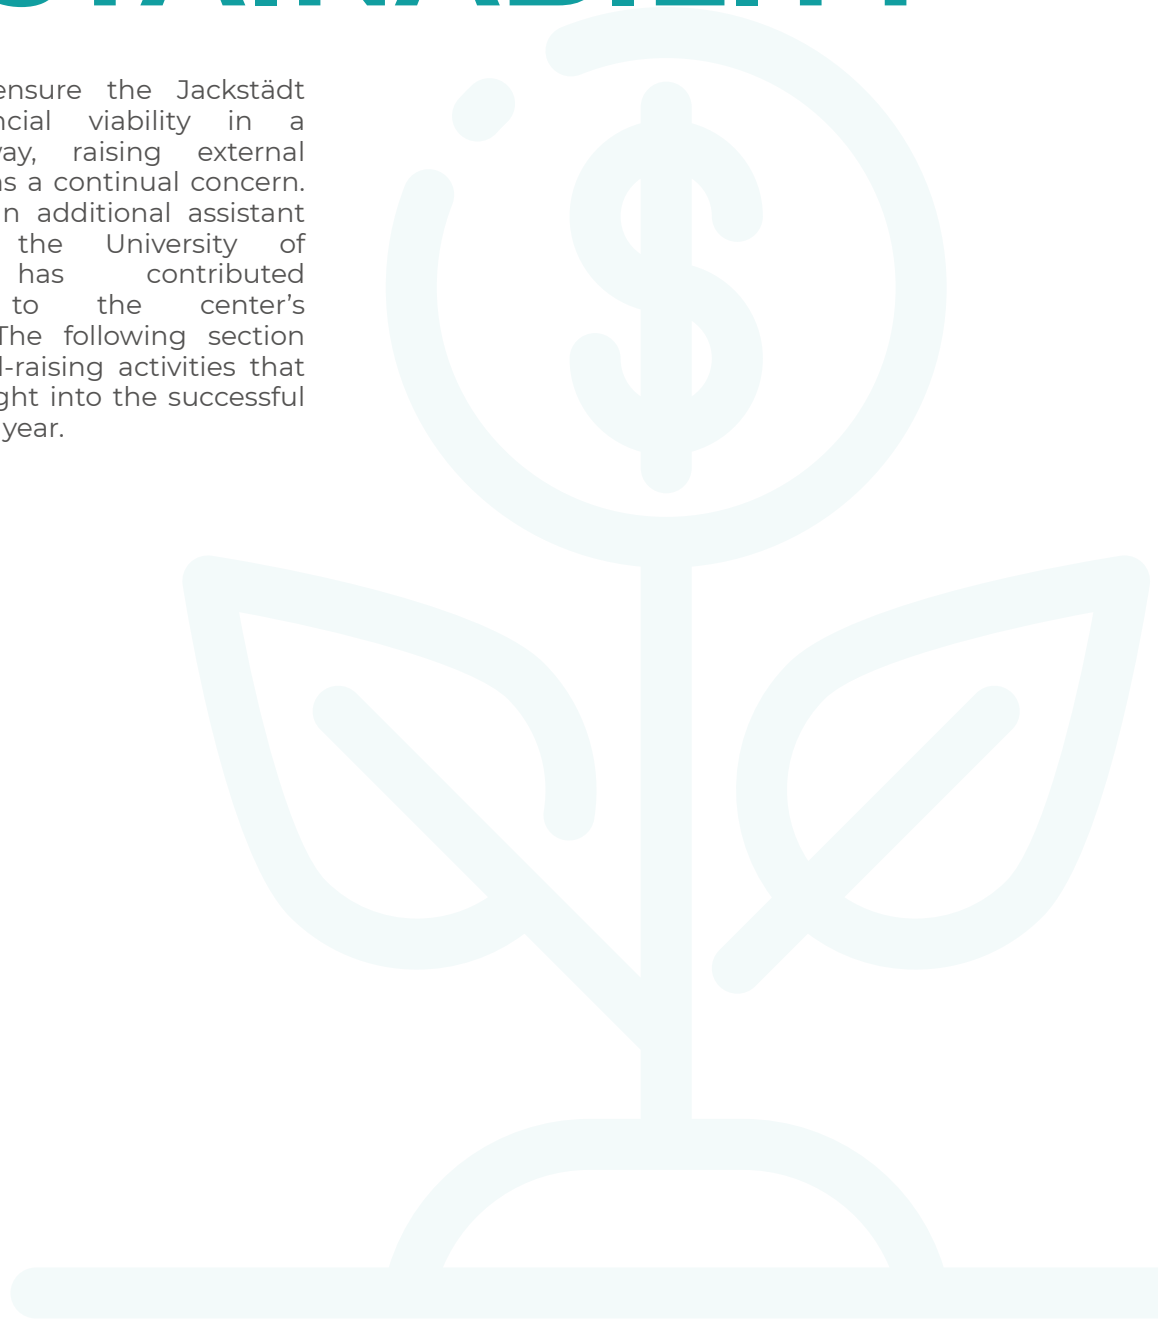 ensure the Jackstädt
ncial viability in a
ay, raising external
s a continual concern.
n additional assistant
the University of
has contributed
to the center’s
The following section
-raising activities that
ght into the successful
year.